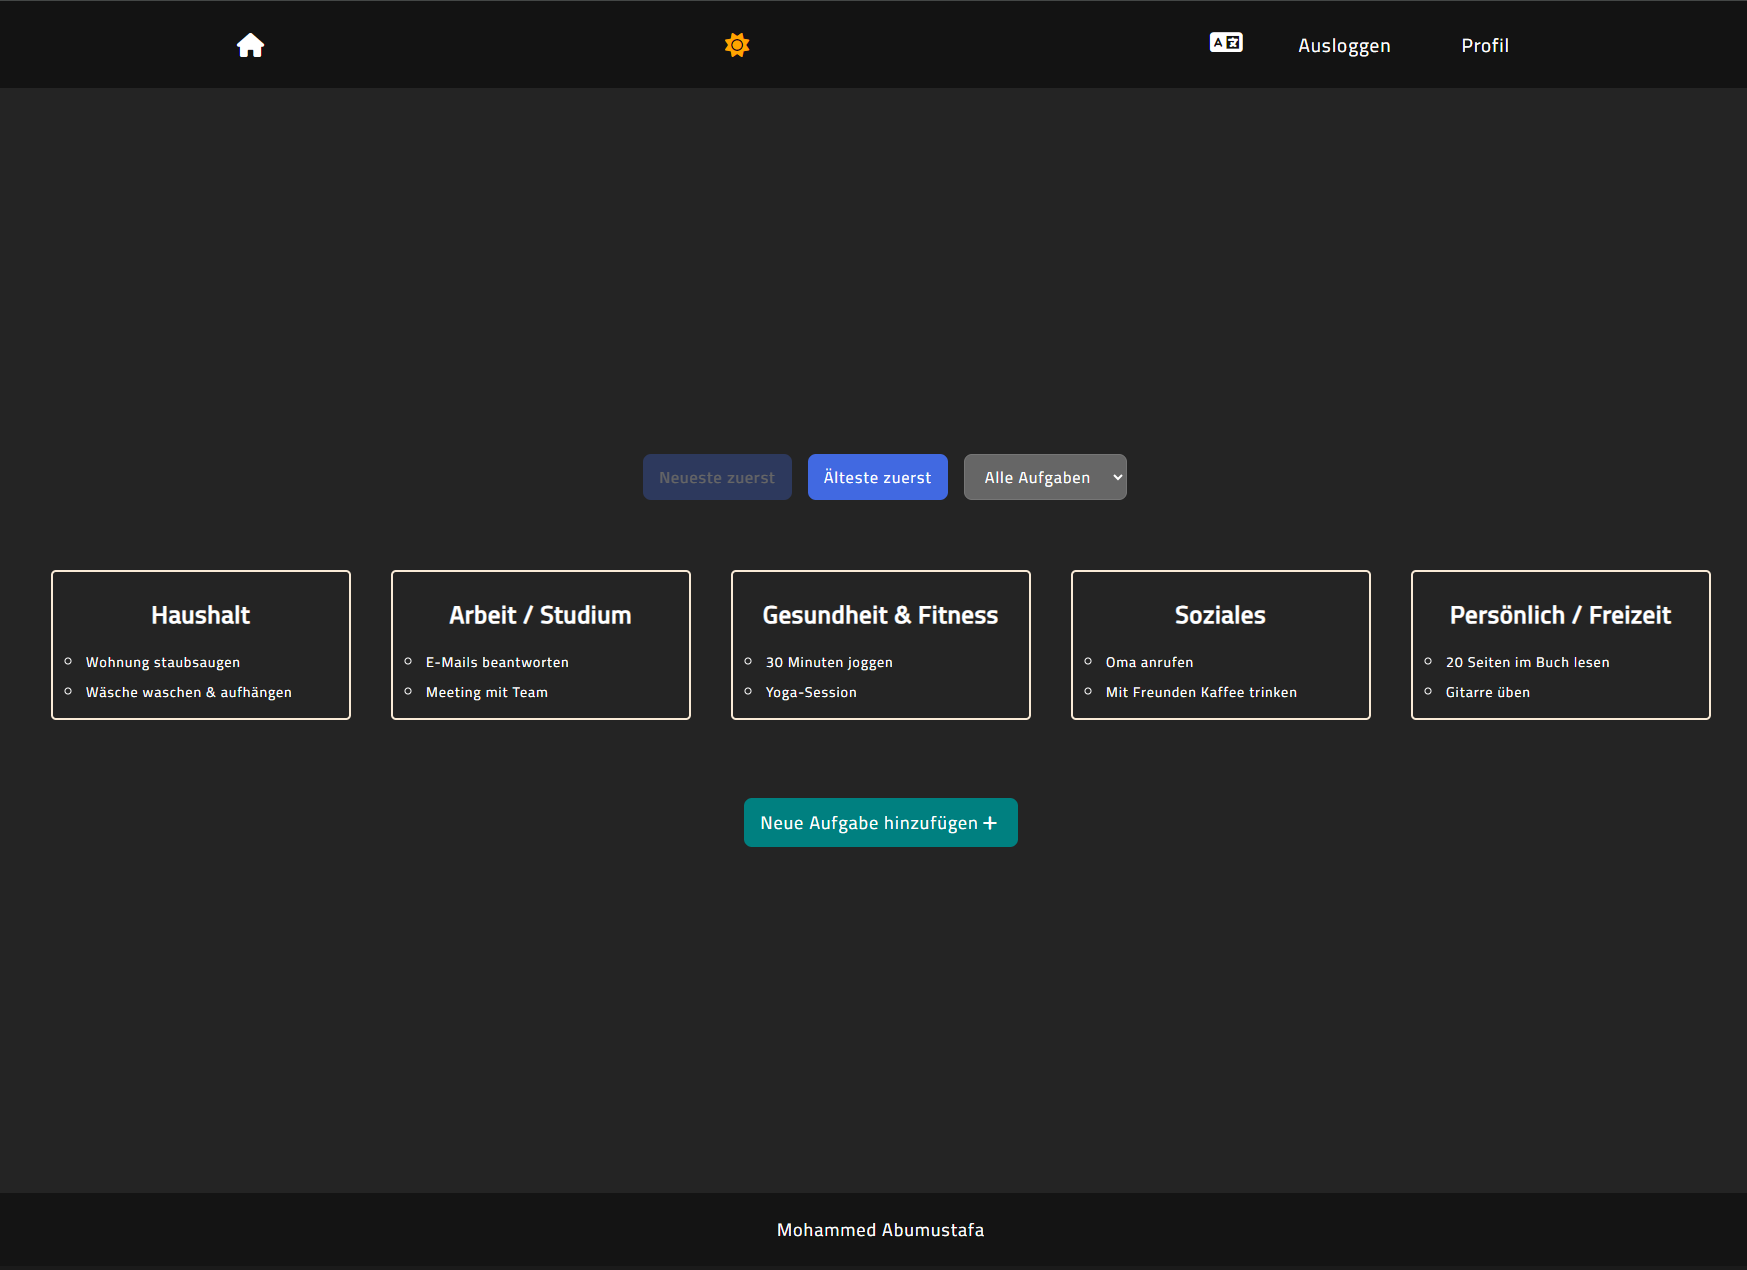 Ausloggen
Profil
Neueste zuerst
Älteste zuerst
Alle Aufgaben
Haushalt
Wohnung staubsaugen
Wäsche waschen & aufhängen
Arbeit / Studium
E-Mails beantworten
Meeting mit Team
Gesundheit & Fitness
30 Minuten joggen
Yoga-Session
Soziales
Oma anrufen
Mit Freunden Kaffee trinken
Persönlich / Freizeit
20 Seiten im Buch lesen
Gitarre üben
Neue Aufgabe hinzufügen +
Mohammed Abumustafa